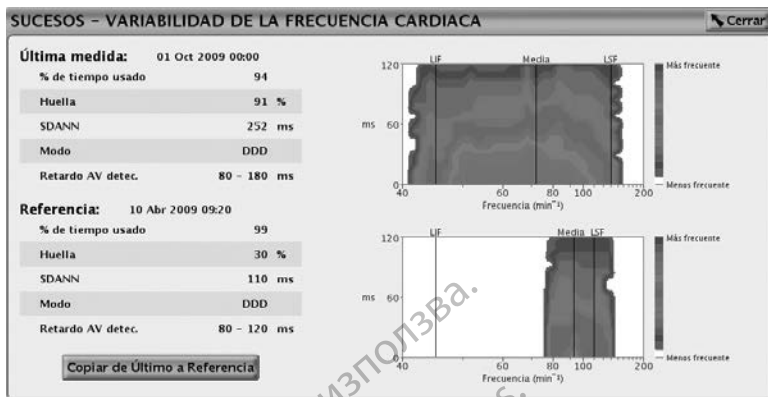 SUCESOS - VARIABILIDAD DE LA FRECUENCIA CARDIACA
Cerrar
Última medida: 01 Oct 2009 00:00
% de tiempo usado 94
Huella 91 %
SDANN 252 ms
Modo DDD
Retardo AV detec. 80 - 180 ms
Referencia: 10 Abr 2009 09:20
% de tiempo usado 99
Huella 30 %
SDANN 110 ms
Modo DDD
Retardo AV detec. 80 - 120 ms
Copiar de Último a Referencia
LIF Media LSF
120
ms 60
0
40 60 80 100 200
Frecuencia (min⁻¹)
Más frecuente
Menos frecuente
LIF Media LSF
120
ms 60
0
40 60 80 100 200
Frecuencia (min⁻¹)
Más frecuente
Menos frecuente
използва.